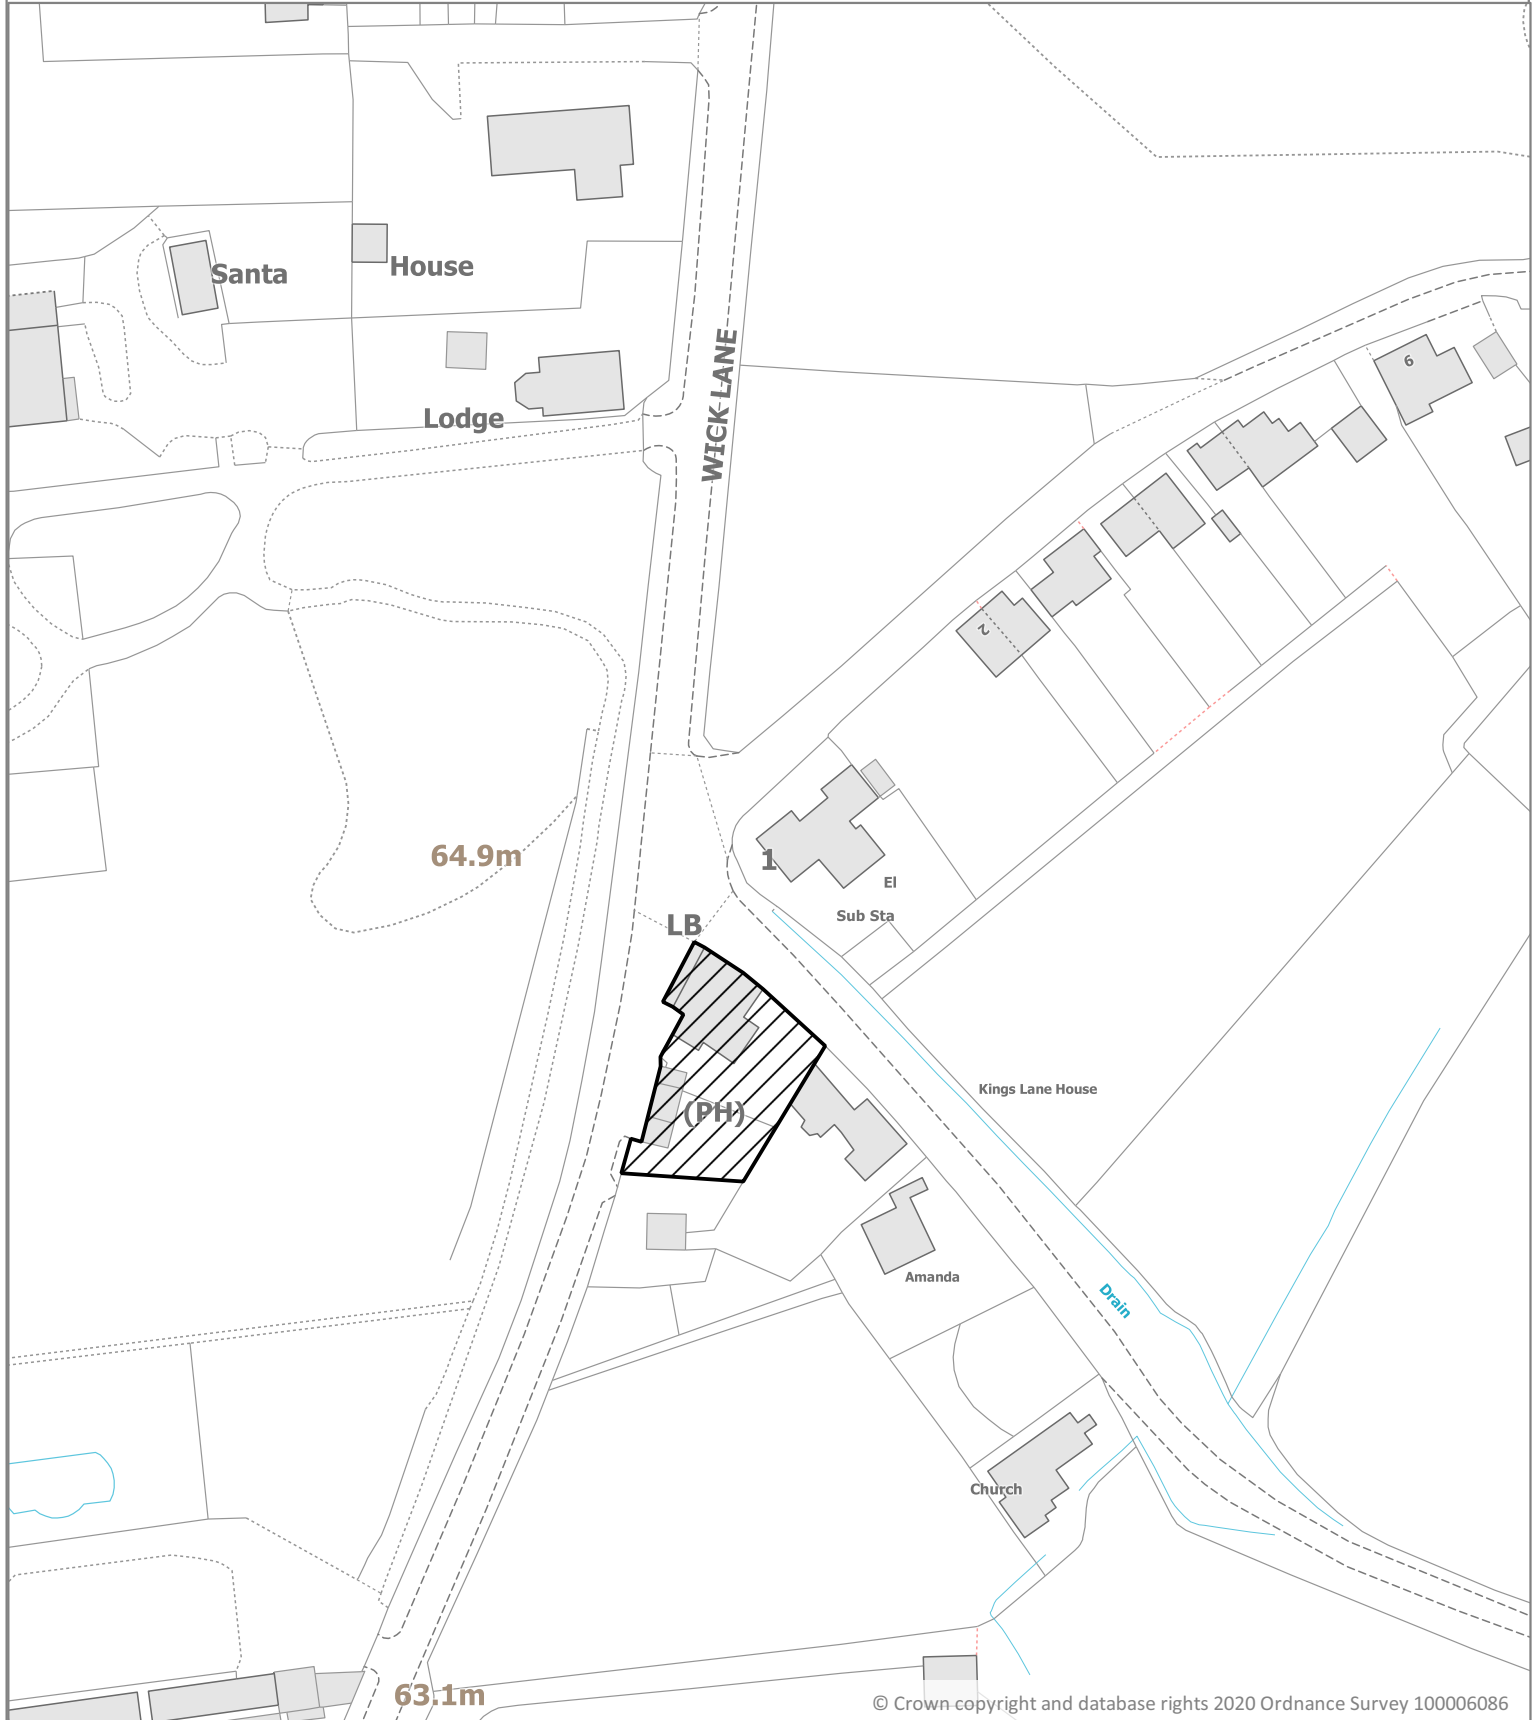 Santa
House
Lodge
WICK LANE
6
2
64.9m
1
El
Sub Sta
LB
(PH)
Kings Lane House
Amanda
Drain
Church
63.1m
© Crown copyright and database rights 2020 Ordnance Survey 100006086